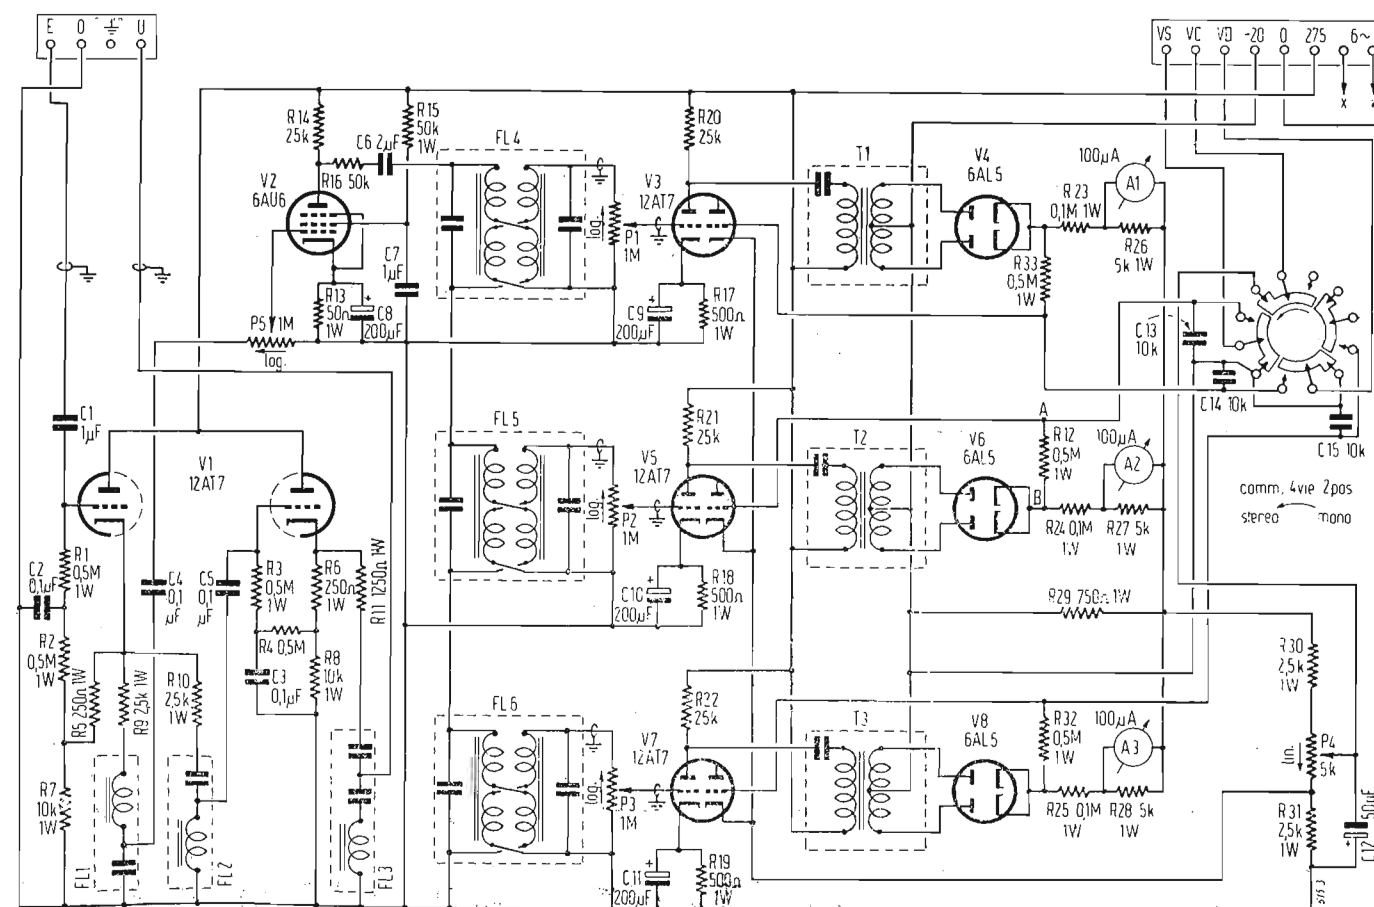 E O U
VS VC VD -20 0 275 6~
x
R14
25k
R15
50k
1W
C6 2µF
R16 50k
V2
6AU6
FL4
R20
25k
V3
12AT7
log.
P1
1M
T1
V4
6AL5
100µA
A1
R23
0,1M 1W
R26
5k 1W
R33
0,5M
1W
C7
1µF
R13
50Ω
1W
C8
200µF
P5 1M
log.
C9
200µF
R17
500Ω
1W
C13
10k
C14 10k
C15 10k
C1
1µF
V1
12AT7
FL5
R21
25k
V5
12AT7
log.
P2
1M
T2
V6
6AL5
A
B
R12
0,5M
1W
100µA
A2
R24 0,1M
1W
R27 5k
1W
comm. 4vie 2pos
stereo mono
C2
0,1µF
R1
0,5M
1W
R2
0,5M
1W
C4
0,1
µF
C5
0,1
µF
R3
0,5M
1W
R6
250Ω
1W
R11 1250Ω 1W
R4 0,5M
C3
0,1µF
R8
10k
1W
C10
200µF
R18
500Ω
1W
R29 750Ω 1W
R5 250Ω 1W
R9 2,5k 1W
R10
2,5k
1W
R7
10k
1W
FL1
FL2
FL3
FL6
R22
25k
V7
12AT7
log.
P3
1M
T3
V8
6AL5
R32
0,5M
1W
100µA
A3
R25 0,1M
1W
R28 5k
1W
R30
2,5k
1W
lin.
P4
5k
R31
2,5k
1W
50µF
C12
C11
200µF
R19
500Ω
1W